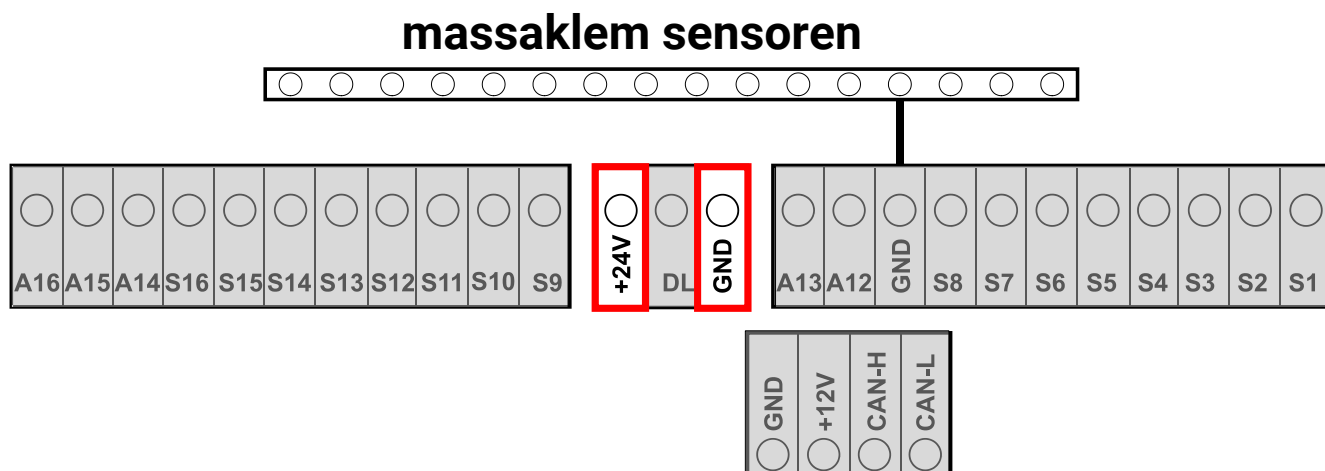 massaklem sensoren
A16 A15 A14 S16 S15 S14 S13 S12 S11 S10 S9
+24V DL GND
A13 A12 GND S8 S7 S6 S5 S4 S3 S2 S1
GND +12V CAN-H CAN-L